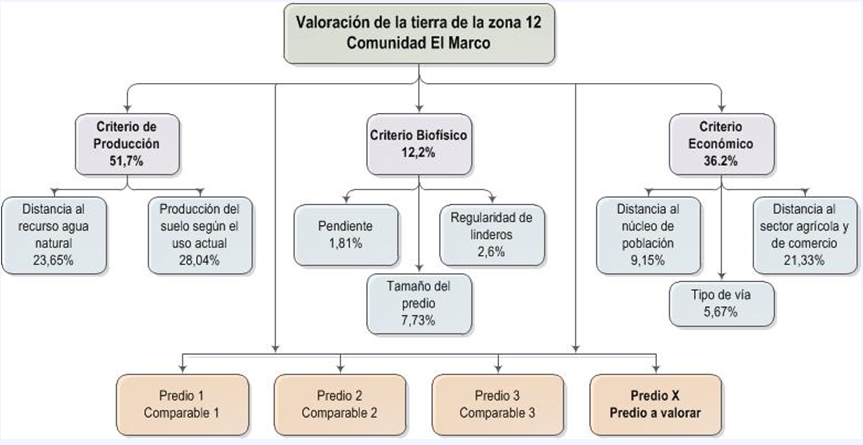 Valoración de la tierra de la zona 12
Comunidad El Marco
Criterio de
Producción
51,7%
Criterio Biofísico
12,2%
Criterio
Económico
36.2%
Distancia al
recurso agua
natural
23,65%
Producción del
suelo según el
uso actual
28,04%
Pendiente
1,81%
Regularidad de
linderos
2,6%
Tamaño del
predio
7,73%
Distancia al
núcleo de
población
9,15%
Distancia al
sector agrícola y
de comercio
21,33%
Tipo de vía
5,67%
Predio 1
Comparable 1
Predio 2
Comparable 2
Predio 3
Comparable 3
Predio X
Predio a valorar